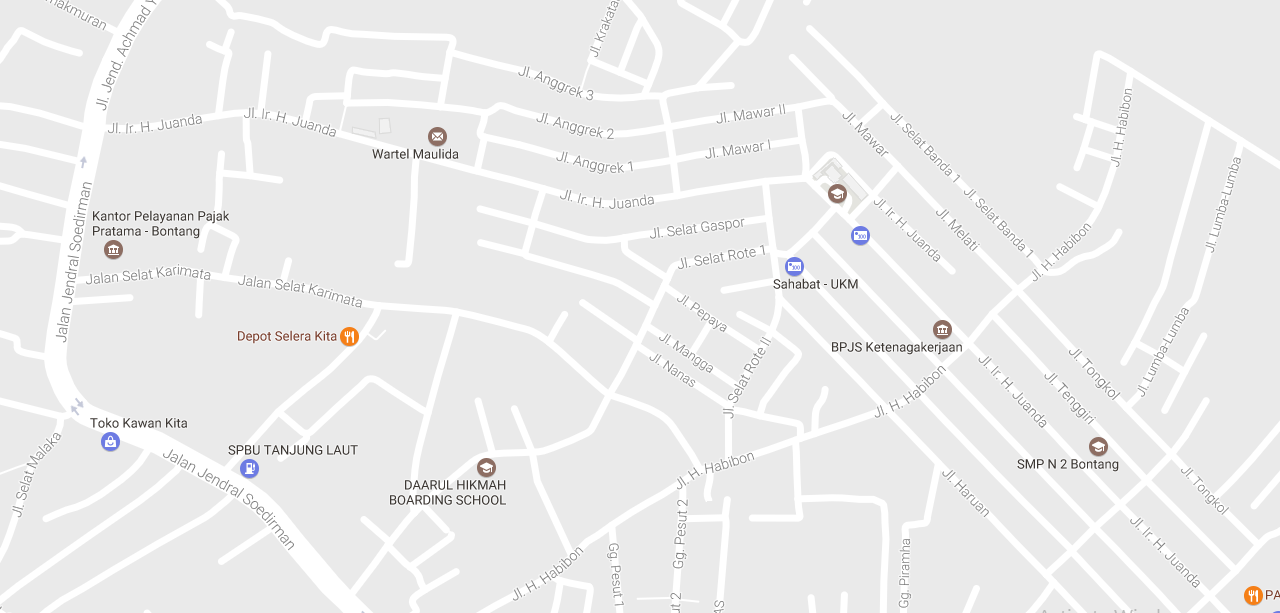 akmuran
Jl. Jend. Achmad Y
Jl. Krakata
Jl. Anggrek 3
Jl. Ir. H. Juanda
Jl. Ir. H. Juanda
Jl. Anggrek 2
Jl. Mawar II
Jl. Mawar
Jl. Selat Banda 1
Jl. H. Habibon
Wartel Maulida
Jl. Anggrek 1
Jl. Mawar I
Jl. Lumba-Lumba
Jalan Jendral Soedirman
Kantor Pelayanan Pajak
Pratama - Bontang
Jl. Ir. H. Juanda
Jl. Ir. H. Juanda
Jl. Melati
Jl. Selat Banda 1
Jl. Selat Gaspor
Jl. Selat Rote 1
Jl. H. Habibon
Jalan Selat Karimata
Jalan Selat Karimata
Sahabat - UKM
Jl. Pepaya
Depot Selera Kita
BPJS Ketenagakerjaan
Jl. Mangga
Jl. Nanas
Jl. Selat Rote II
Jl. Lumba-Lumba
Jl. Tongkol
Jl. Tenggiri
Jl. Ir. H. Juanda
Jl. H. Habibon
Toko Kawan Kita
SPBU TANJUNG LAUT
Jl. Selat Malaka
Jalan Jendral Soedirman
DAARUL HIKMAH
BOARDING SCHOOL
Jl. H. Habibon
SMP N 2 Bontang
Jl. Haruan
Jl. Tongkol
Gg. Pesut 2
Jl. Ir. H. Juanda
Jl. H. Habibon
Gg. Pesut 1
Gg. Piramha
ut 2
AS
PA